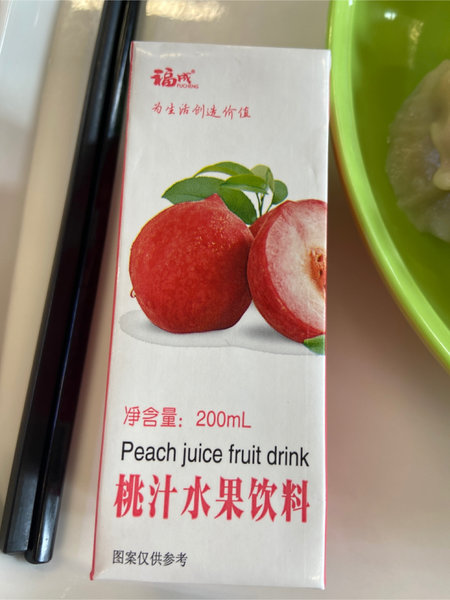 福成®
FUCHENG
为生活创造价值
净含量：200mL
Peach juice fruit drink
桃汁水果饮料
图案仅供参考